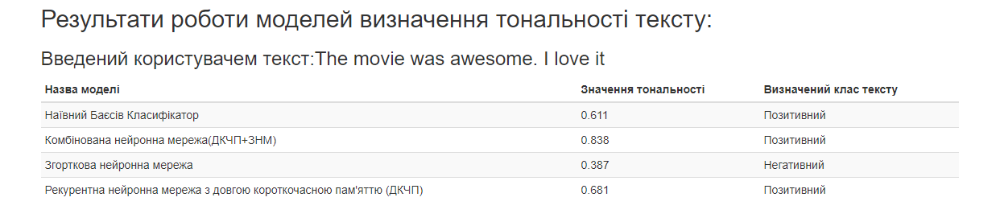 Результати роботи моделей визначення тональності тексту:
Введений користувачем текст:The movie was awesome. I love it
Назва моделі Значення тональності Визначений клас тексту
Наївний Баєсів Класифікатор 0.611 Позитивний
Комбінована нейронна мережа(ДКЧП+ЗНМ) 0.838 Позитивний
Згорткова нейронна мережа 0.387 Негативний
Рекурентна нейронна мережа з довгою короткочасною пам'яттю (ДКЧП) 0.681 Позитивний